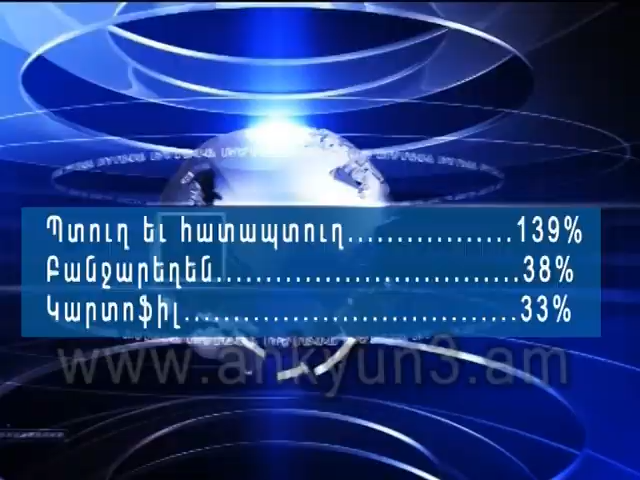 Պտուղ եւ հատապտուղ.................139%
Բանջարեղեն...............................38%
Կարտոֆիլ..................................33%
www.ankyun3.am